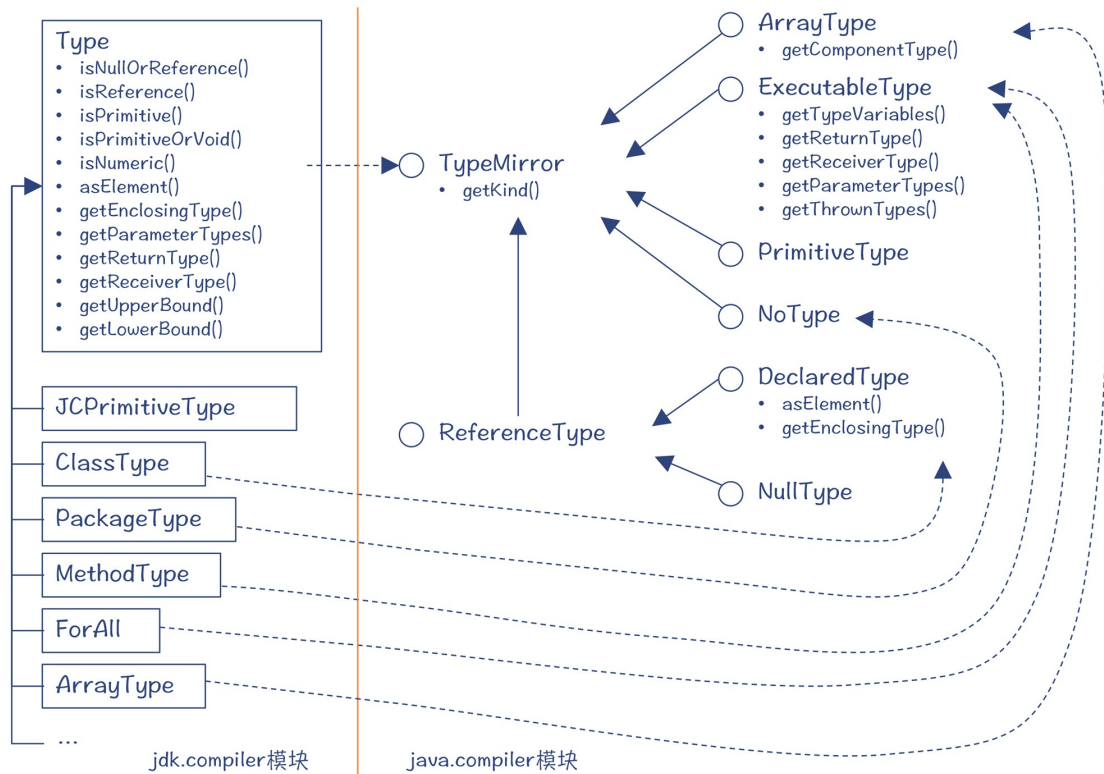 Type
• isNullOrReference()
• isReference()
• isPrimitive()
• isPrimitiveOrVoid()
• isNumeric()
• asElement()
• getEnclosingType()
• getParameterTypes()
• getReturnType()
• getReceiverType()
• getUpperBound()
• getLowerBound()
JCPrimitiveType
ClassType
PackageType
MethodType
ForAll
ArrayType
...
jdk.compiler模块
TypeMirror
• getKind()
ReferenceType
ArrayType
• getComponentType()
ExecutableType
• getTypeVariables()
• getReturnType()
• getReceiverType()
• getParameterTypes()
• getThrownTypes()
PrimitiveType
NoType
DeclaredType
• asElement()
• getEnclosingType()
NullType
java.compiler模块